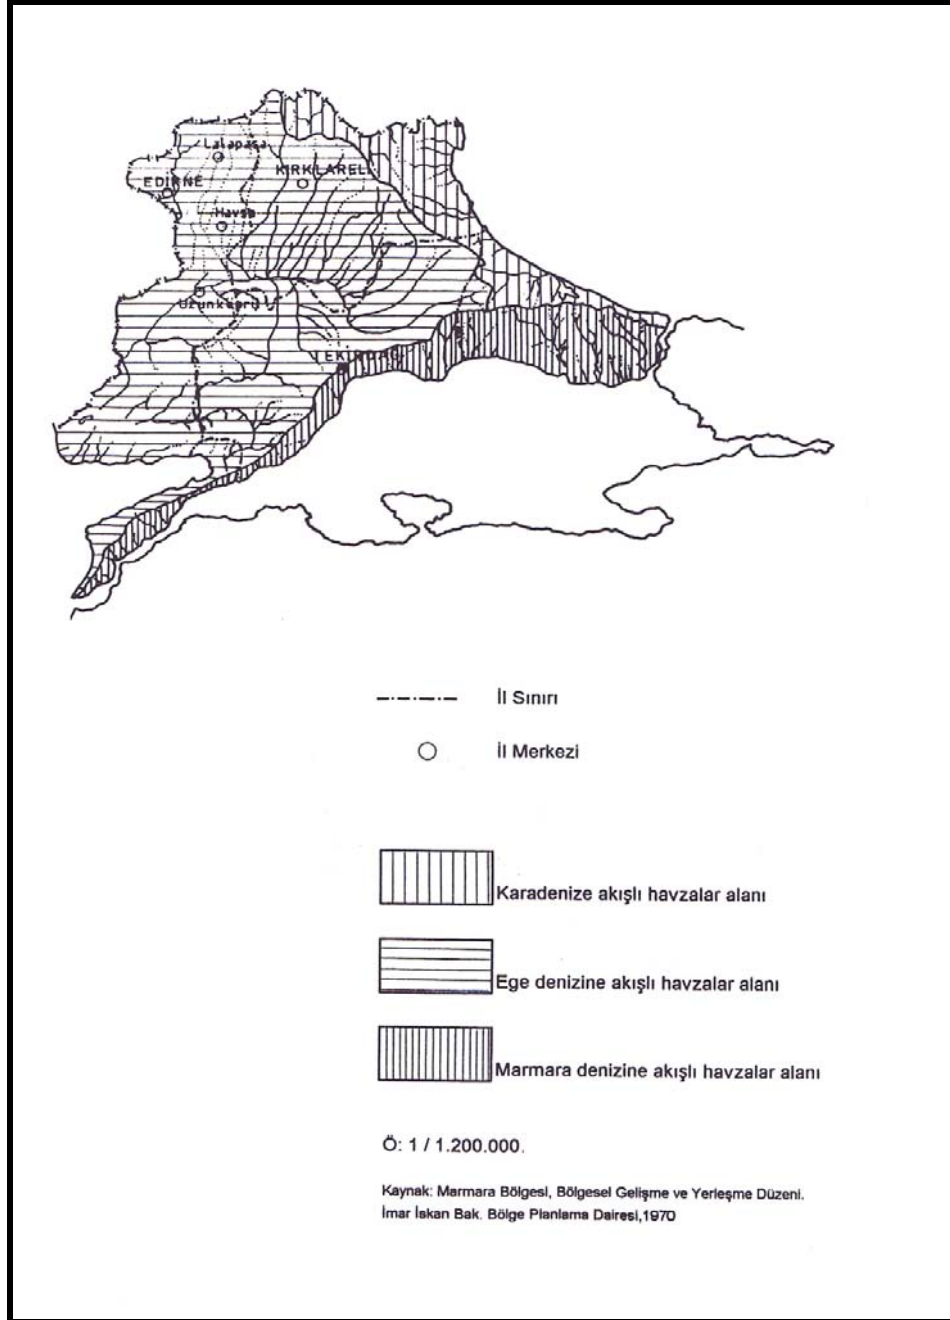 Lalapaşa
KIRKLARELİ
EDİRNE
Havsa
Uzunköprü
TEKİRDAĞ
İl Sınırı
İl Merkezi
Karadenize akışlı havzalar alanı
Ege denizine akışlı havzalar alanı
Marmara denizine akışlı havzalar alanı
Ö: 1 / 1.200.000.
Kaynak: Marmara Bölgesi, Bölgesel Gelişme ve Yerleşme Düzeni.
İmar İskan Bak. Bölge Planlama Dairesi,1970